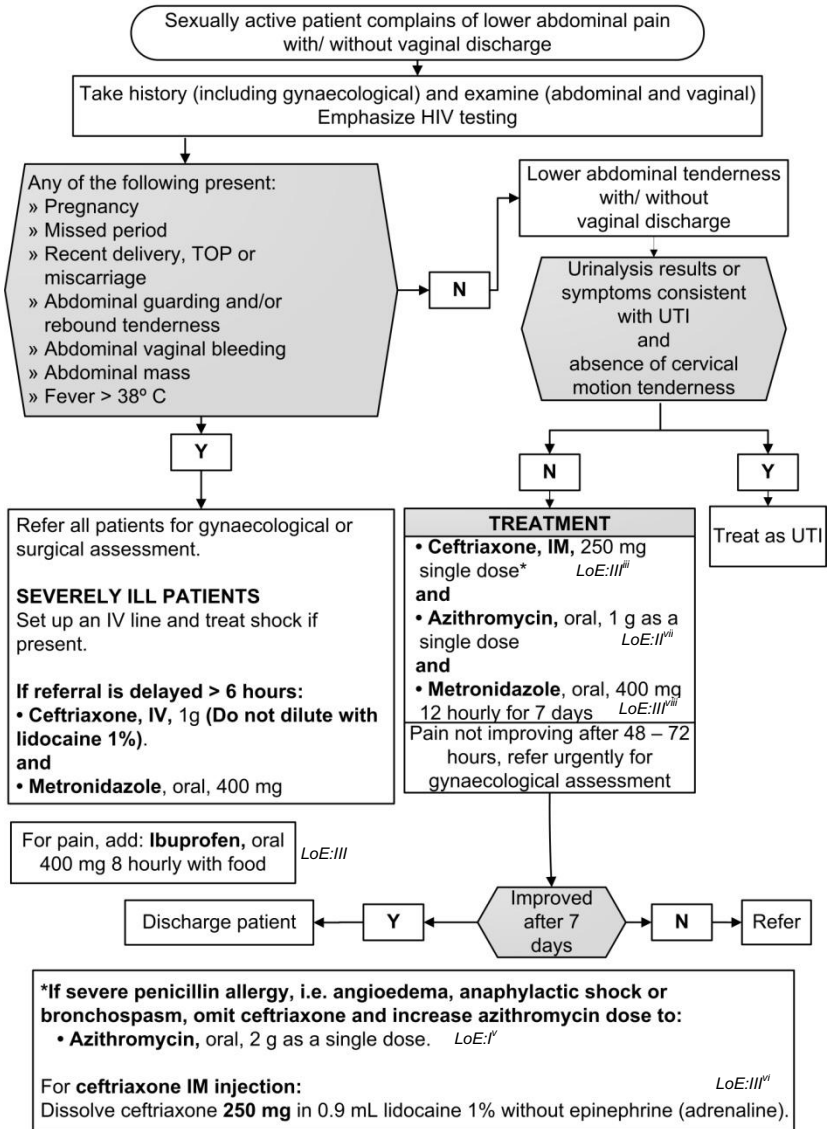 Sexually active patient complains of lower abdominal pain
with/ without vaginal discharge
Take history (including gynaecological) and examine (abdominal and vaginal)
Emphasize HIV testing
Any of the following present:
» Pregnancy
» Missed period
» Recent delivery, TOP or
miscarriage
» Abdominal guarding and/or
rebound tenderness
» Abdominal vaginal bleeding
» Abdominal mass
» Fever > 38º C
N
Lower abdominal tenderness
with/ without
vaginal discharge
Urinalysis results or
symptoms consistent
with UTI
and
absence of cervical
motion tenderness
Y
N
Y
Refer all patients for gynaecological or
surgical assessment.
SEVERELY ILL PATIENTS
Set up an IV line and treat shock if
present.
If referral is delayed > 6 hours:
• Ceftriaxone, IV, 1g (Do not dilute with
lidocaine 1%).
and
• Metronidazole, oral, 400 mg
TREATMENT
• Ceftriaxone, IM, 250 mg
single dose* LoE:III iii
and
• Azithromycin, oral, 1 g as a
single dose LoE:II vii
and
• Metronidazole, oral, 400 mg
12 hourly for 7 days LoE:III viii
Pain not improving after 48 – 72
hours, refer urgently for
gynaecological assessment
Treat as UTI
For pain, add: Ibuprofen, oral
400 mg 8 hourly with food LoE:III
Discharge patient
Y
Improved
after 7
days
N
Refer
*If severe penicillin allergy, i.e. angioedema, anaphylactic shock or
bronchospasm, omit ceftriaxone and increase azithromycin dose to:
• Azithromycin, oral, 2 g as a single dose. LoE:I v
For ceftriaxone IM injection: LoE:III vi
Dissolve ceftriaxone 250 mg in 0.9 mL lidocaine 1% without epinephrine (adrenaline).